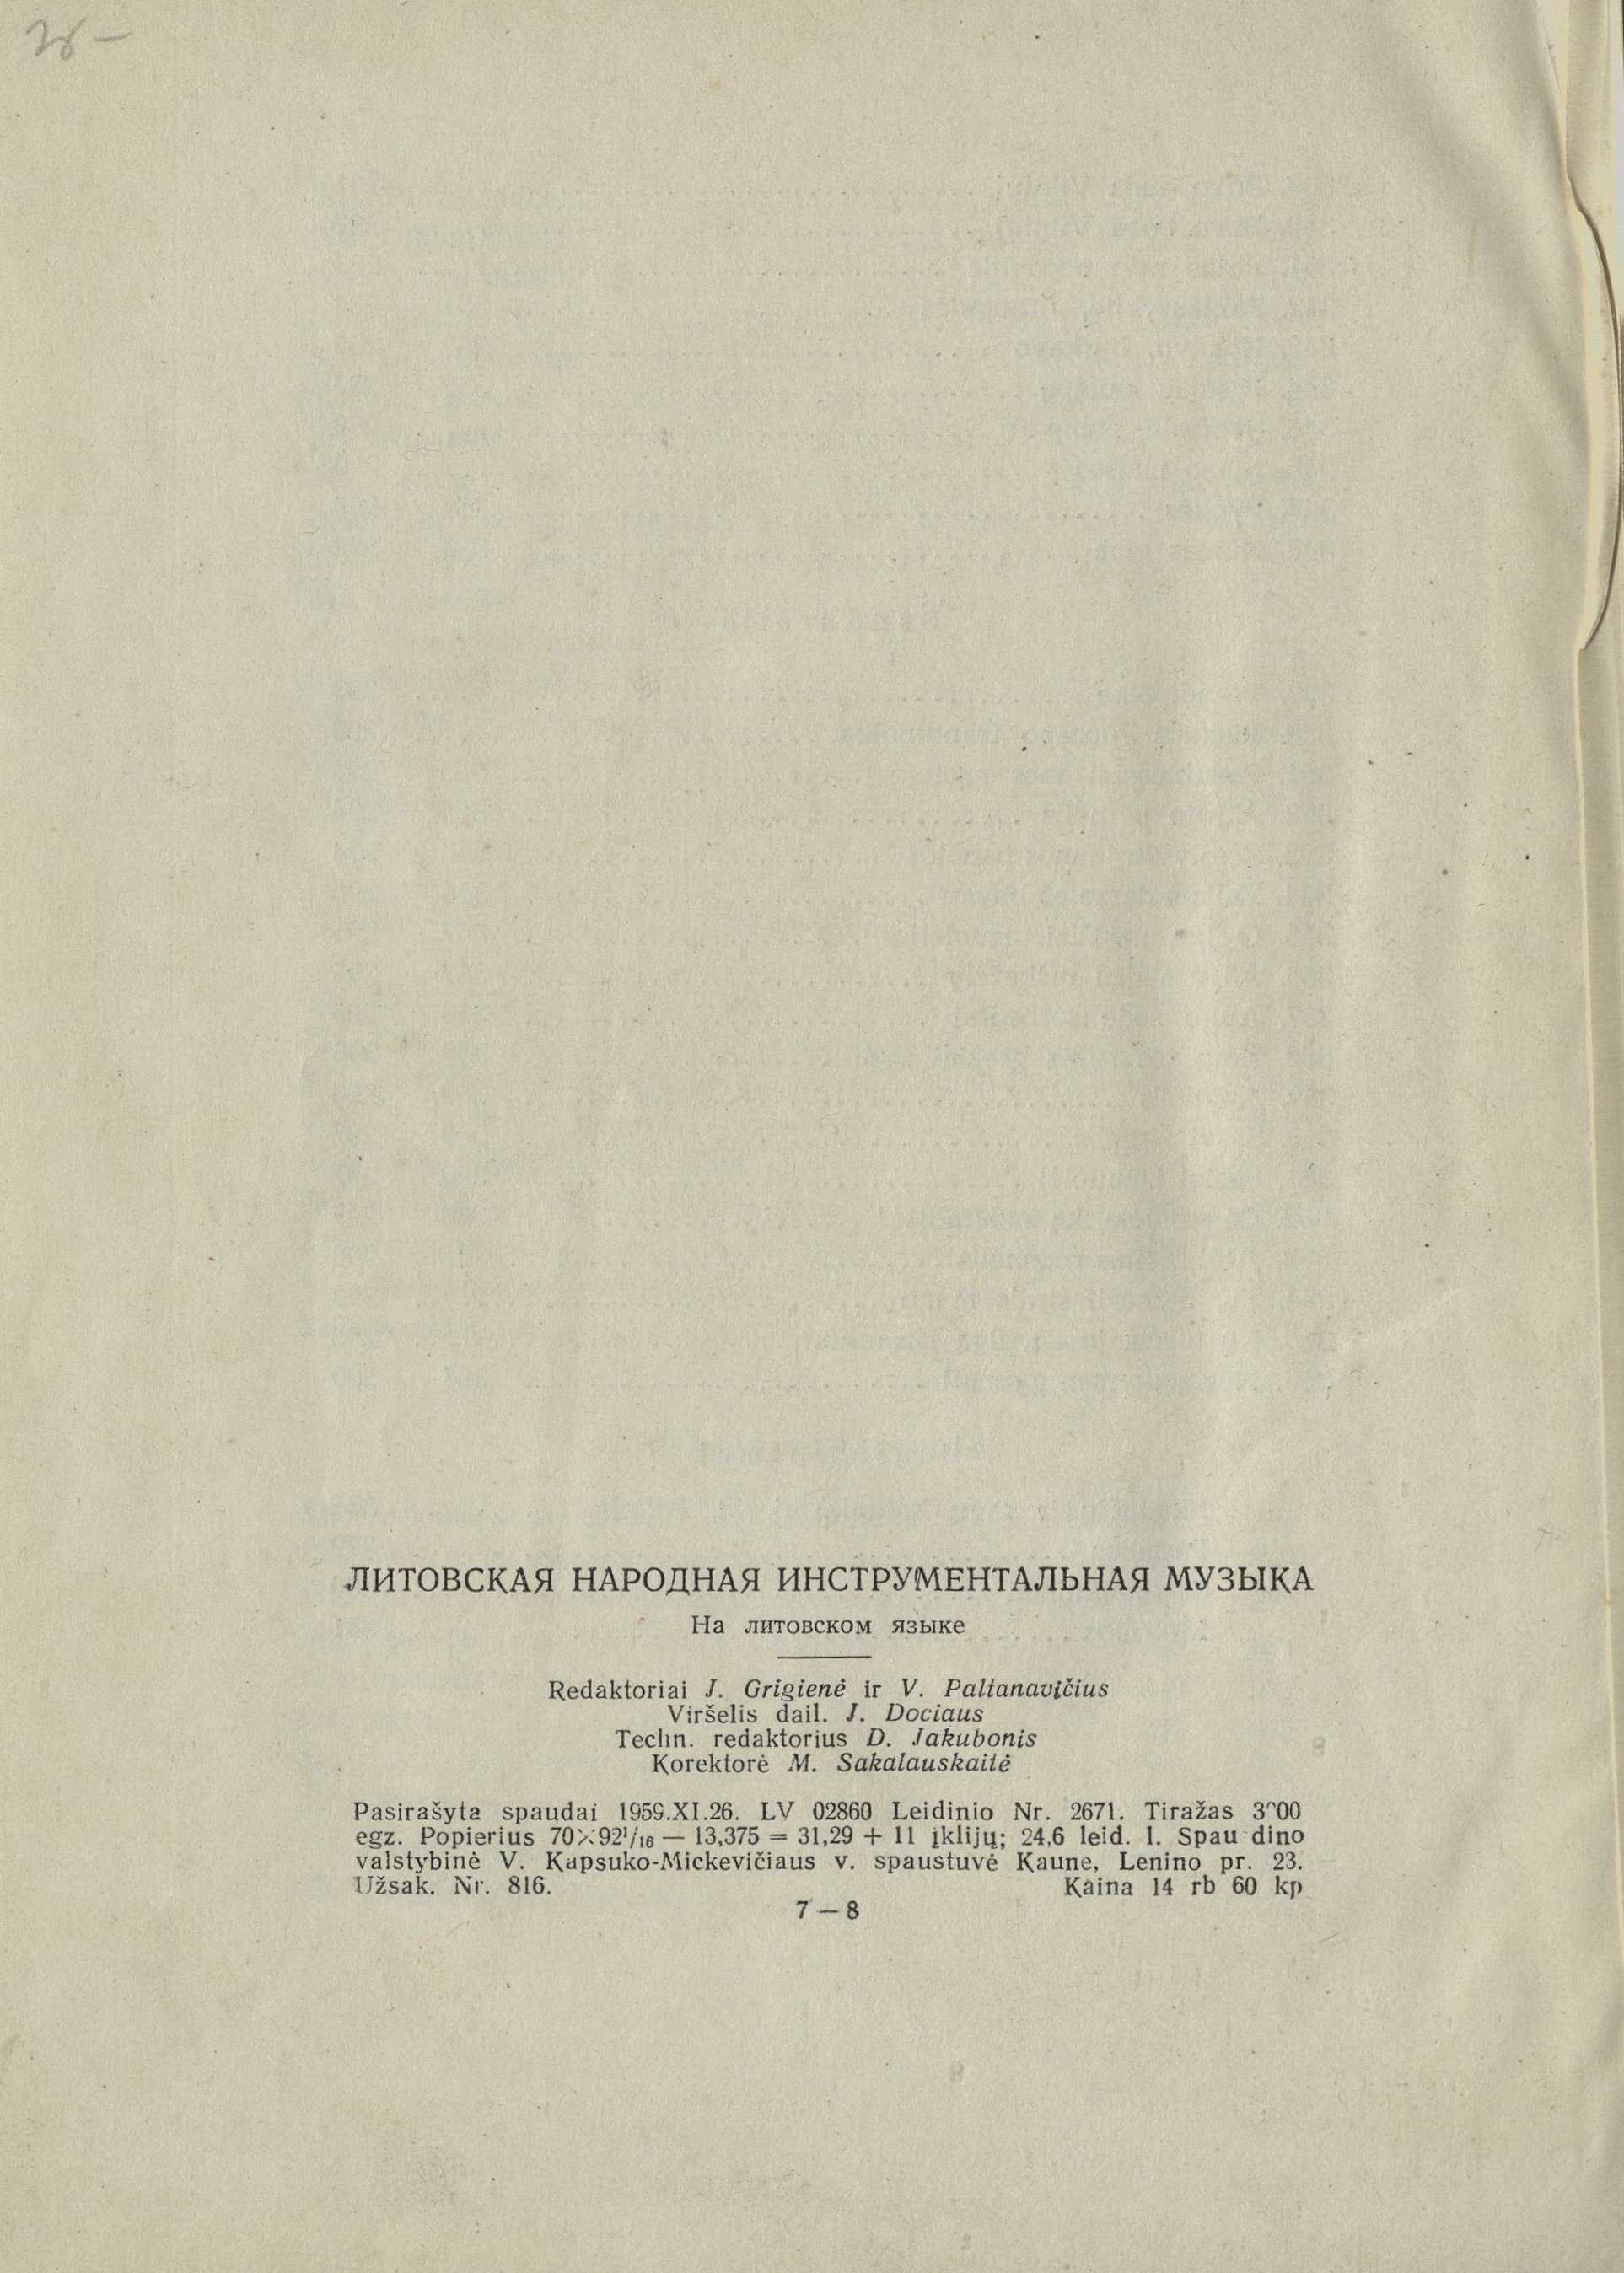 ЛИТОВСКАЯ НАРОДНАЯ ИНСТРУМЕНТАЛЬНАЯ МУЗЫКА
На литовском языке
Redaktoriai J. Grigienė ir V. Paltanavičius
Viršelis dail. J. Dociaus
Techn. redaktorius D. Jakubonis
Korektorė M. Sakalauskaitė
Pasirašyta spaudai 1959.XI.26. LV 02860 Leidinio Nr. 2671. Tiražas 3000
egz. Popierius 70×92¹/₁₆ — 13,375 = 31,29 + 11 įklijų; 24,6 leid. l. Spau dino
valstybinė V. Kapsuko-Mickevičiaus v. spaustuvė Kaune, Lenino pr. 23.
Užsak. Nr. 816. Kaina 14 rb 60 kp
7 — 8